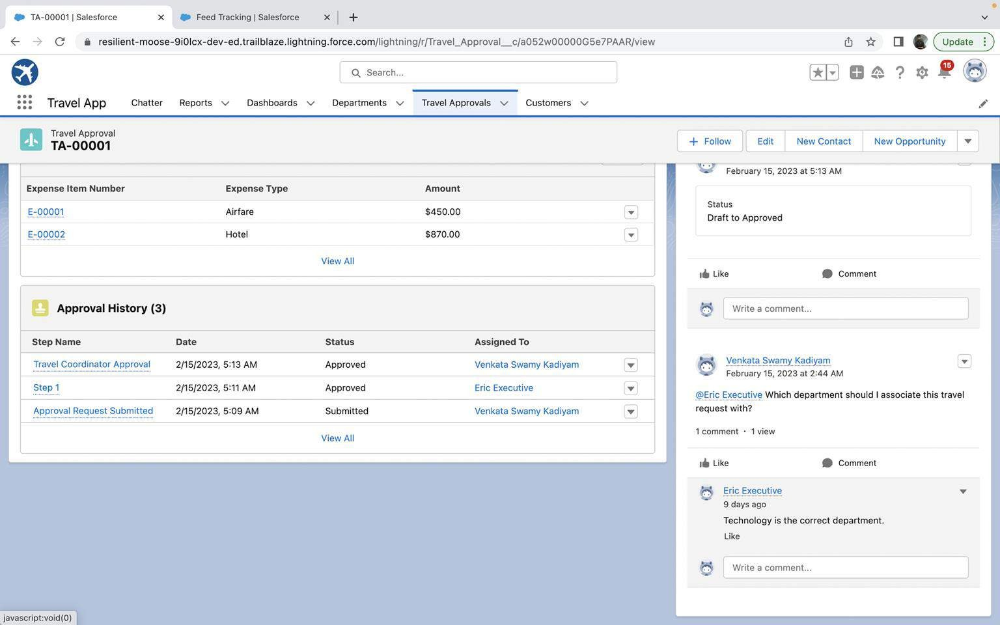 TA-00001 | Salesforce
Feed Tracking | Salesforce
resilient-moose-9i0lcx-dev-ed.trailblaze.lightning.force.com/lightning/r/Travel_Approval__c/a052w00000G5e7PAAR/view
Update
Search...
15
Travel App
Chatter
Reports
Dashboards
Departments
Travel Approvals
Customers
Travel Approval
TA-00001
Follow
Edit
New Contact
New Opportunity
Expense Item Number Expense Type Amount
E-00001 Airfare $450.00
E-00002 Hotel $870.00
View All
Approval History (3)
Step Name Date Status Assigned To
Travel Coordinator Approval 2/15/2023, 5:13 AM Approved Venkata Swamy Kadiyam
Step 1 2/15/2023, 5:11 AM Approved Eric Executive
Approval Request Submitted 2/15/2023, 5:09 AM Submitted Venkata Swamy Kadiyam
View All
February 15, 2023 at 5:13 AM
Status
Draft to Approved
Like
Comment
Write a comment...
Venkata Swamy Kadiyam
February 15, 2023 at 2:44 AM
@Eric Executive Which department should I associate this travel
request with?
1 comment · 1 view
Like
Comment
Eric Executive
9 days ago
Technology is the correct department.
Like
Write a comment...
javascript:void(0)